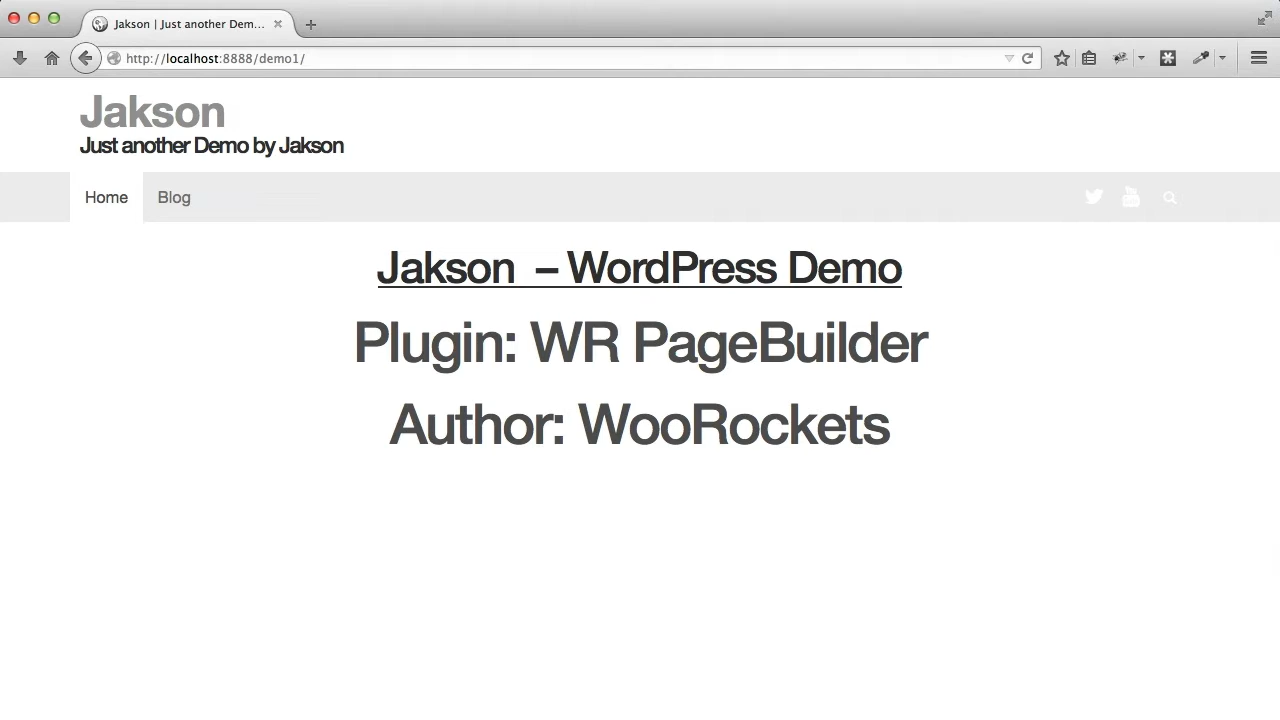 Jakson | Just another Dem...
http://localhost:8888/demo1/
Jakson
Just another Demo by Jakson
Home Blog
Jakson – WordPress Demo
Plugin: WR PageBuilder
Author: WooRockets